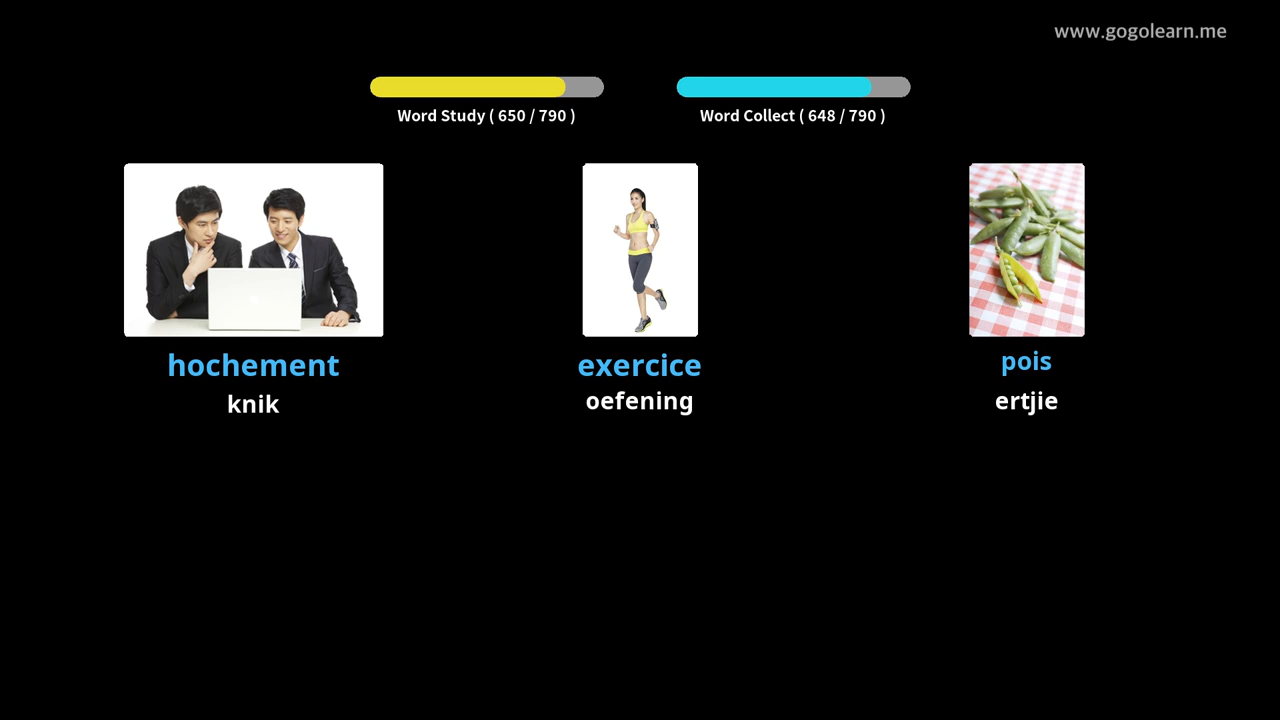 www.gogolearn.me
Word Study ( 650 / 790 )
Word Collect ( 648 / 790 )
hochement
knik
exercice
oefening
pois
ertjie